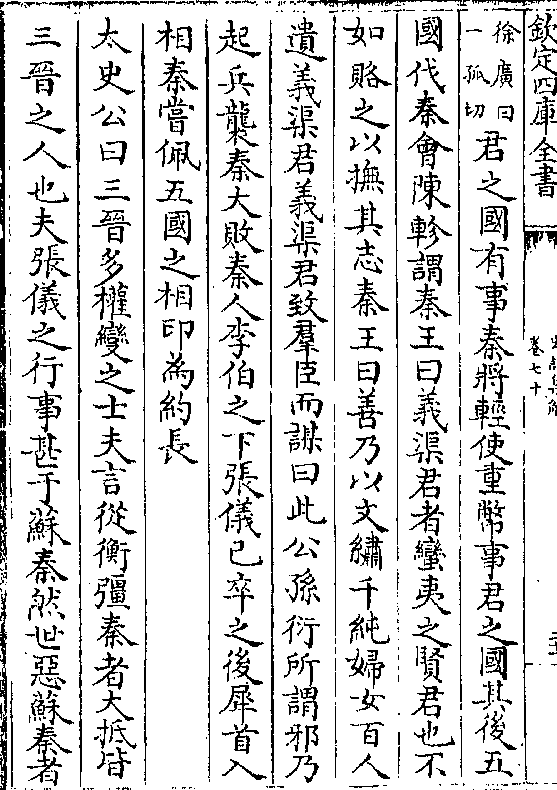 欽定四庫全書
史記集解
卷七十
徐廣曰
一孤切
君之國有事秦將輕使重幣事君之國其後五
國伐秦會陳軫謂秦王曰義渠君者蠻夷之賢君也不
如賂之以撫其志秦王曰善乃以文繡千純婦女百人
遺義渠君義渠君致羣臣而謀曰此公孫衍所謂邪乃
起兵襲秦大敗秦人李伯之下張儀已卒之後犀首入
相秦嘗佩五國之相印為約長
太史公曰三晉多權變之士夫言從衡彊秦者大抵皆
三晉之人也夫張儀之行事甚于蘇秦然世惡蘇秦者